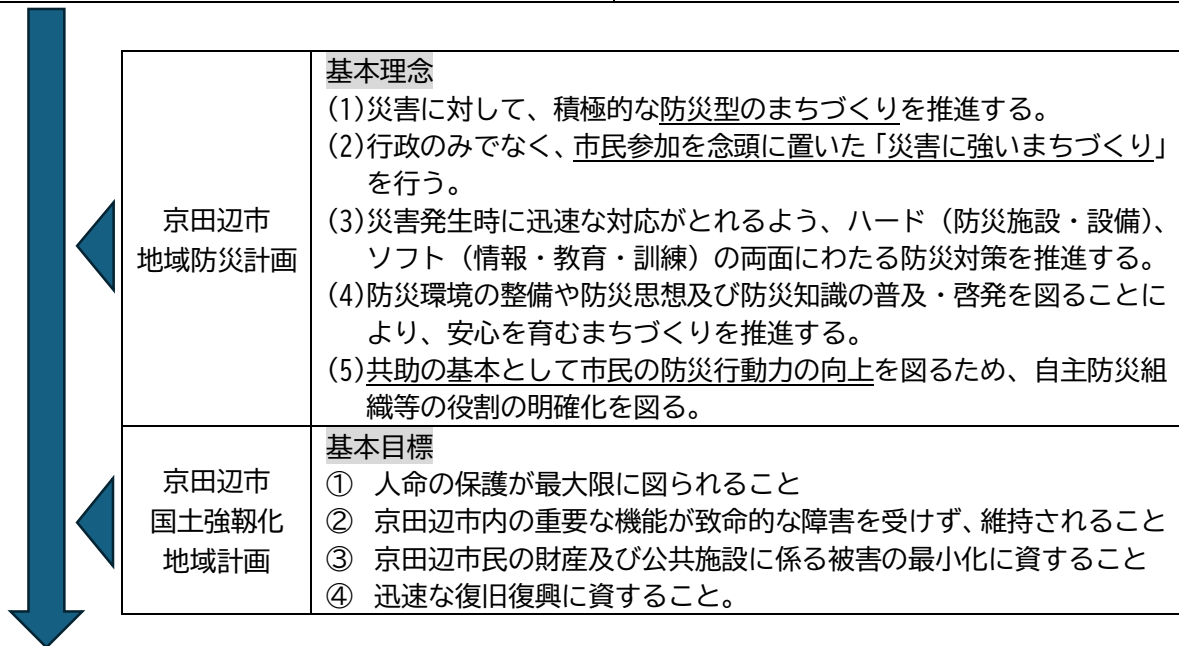 京田辺市
地域防災計画
基本理念
(1)災害に対して、積極的な防災型のまちづくりを推進する。
(2)行政のみでなく、市民参加を念頭に置いた「災害に強いまちづくり」
を行う。
(3)災害発生時に迅速な対応がとれるよう、ハード（防災施設・設備）、
ソフト（情報・教育・訓練）の両面にわたる防災対策を推進する。
(4)防災環境の整備や防災思想及び防災知識の普及・啓発を図ることに
より、安心を育むまちづくりを推進する。
(5)共助の基本として市民の防災行動力の向上を図るため、自主防災組
織等の役割の明確化を図る。
京田辺市
国土強靱化
地域計画
基本目標
① 人命の保護が最大限に図られること
② 京田辺市内の重要な機能が致命的な障害を受けず、維持されること
③ 京田辺市民の財産及び公共施設に係る被害の最小化に資すること
④ 迅速な復旧復興に資すること。